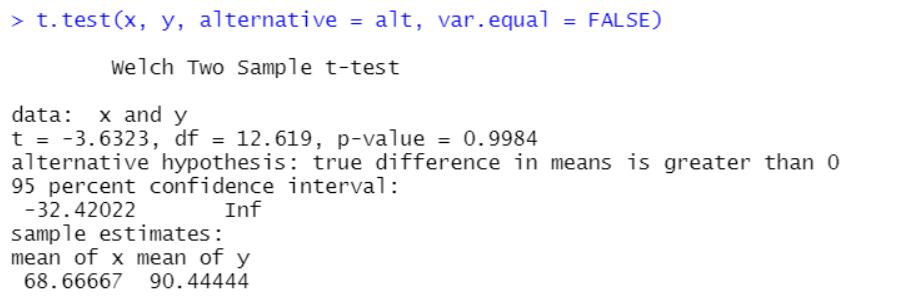 > t.test(x, y, alternative = alt, var.equal = FALSE)
Welch Two Sample t-test
data:  x and y
t = -3.6323, df = 12.619, p-value = 0.9984
alternative hypothesis: true difference in means is greater than 0
95 percent confidence interval:
 -32.42022       Inf
sample estimates:
mean of x mean of y
 68.66667  90.44444